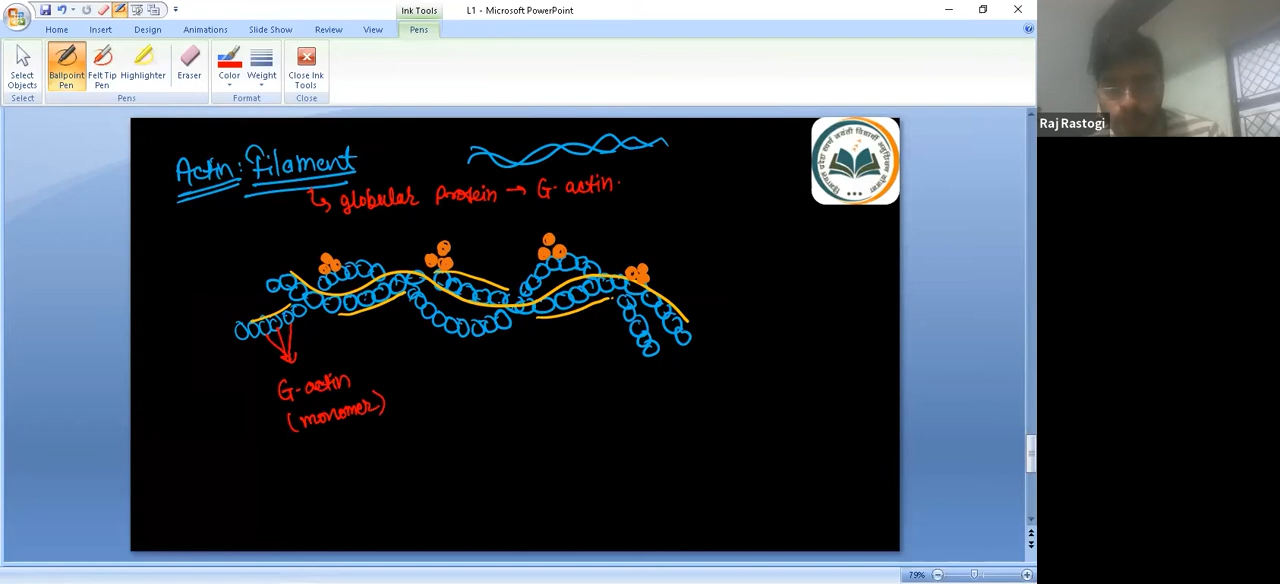 Ink Tools
L1 - Microsoft PowerPoint
Home Insert Design Animations Slide Show Review View Pens
Select Objects
Ballpoint Pen
Felt Tip Pen
Highlighter
Eraser
Color
Weight
Close Ink Tools
Select Pens Format Close
Raj Rastogi
Actin: Filament
globular protein → G-actin
G-actin
(monomer)
79%